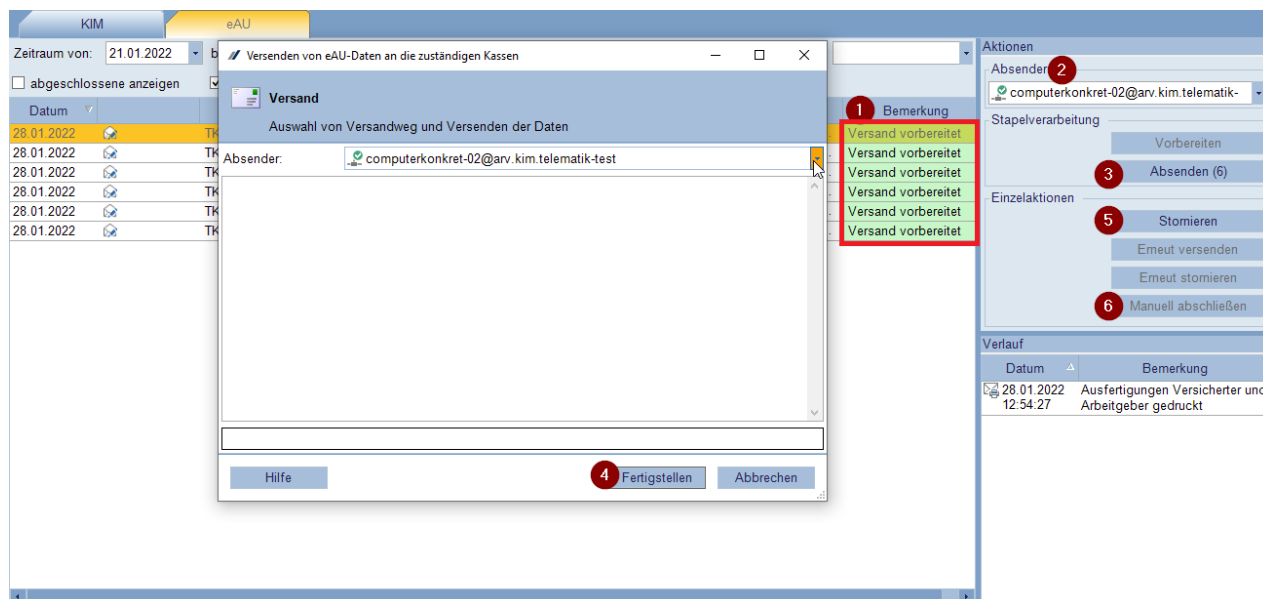 KIM
eAU
Zeitraum von: 21.01.2022 b
abgeschlossene anzeigen
Datum
Bemerkung
28.01.2022 TK Versand vorbereitet
28.01.2022 TK Versand vorbereitet
28.01.2022 TK Versand vorbereitet
28.01.2022 TK Versand vorbereitet
28.01.2022 TK Versand vorbereitet
28.01.2022 TK Versand vorbereitet
1
Versenden von eAU-Daten an die zuständigen Kassen
Versand
Auswahl von Versandweg und Versenden der Daten
Absender: computerkonkret-02@arv.kim.telematik-test
Hilfe
4
Fertigstellen
Abbrechen
Aktionen
Absender 2
computerkonkret-02@arv.kim.telematik-
Stapelverarbeitung
Vorbereiten
3 Absenden (6)
Einzelaktionen
5 Stornieren
Erneut versenden
Erneut stornieren
6 Manuell abschließen
Verlauf
Datum Bemerkung
28.01.2022 Ausfertigungen Versicherter und
12:54:27 Arbeitgeber gedruckt